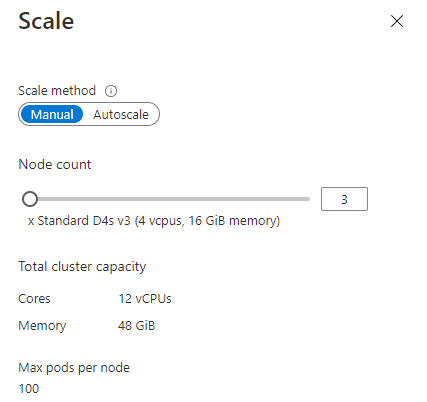 Scale
Scale method
Manual Autoscale
Node count
3
x Standard D4s v3 (4 vcpus, 16 GiB memory)
Total cluster capacity
Cores 12 vCPUs
Memory 48 GiB
Max pods per node
100